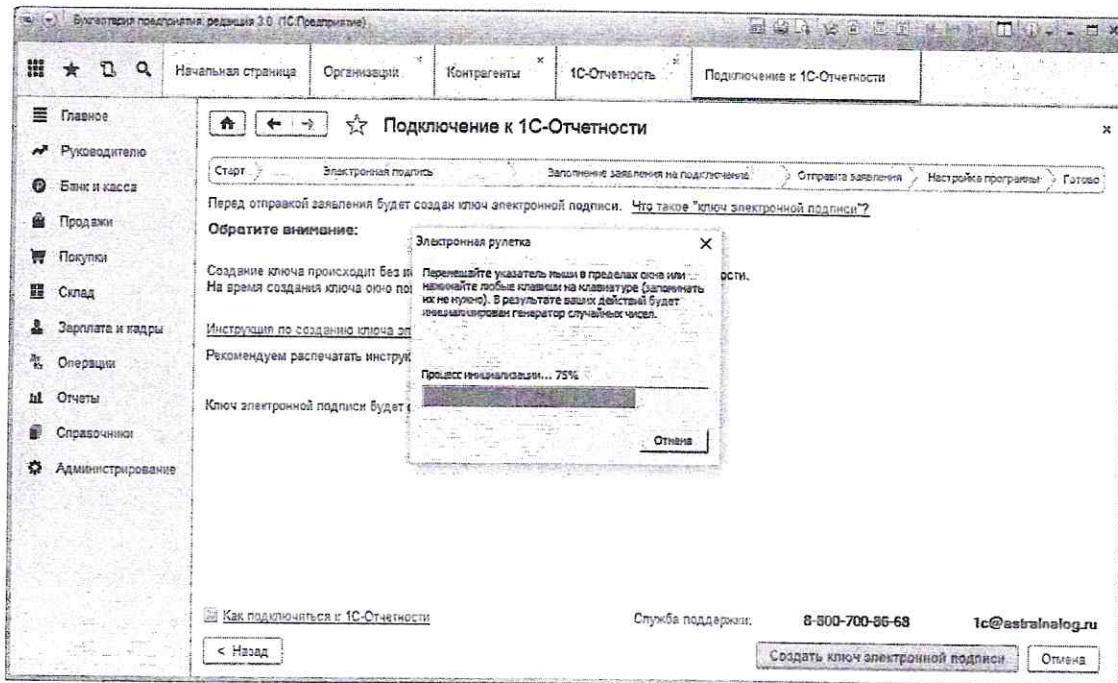 Бухгалтерия предприятия, редакция 3.0 (1С:Предприятие)
Начальная страница
Организации
Контрагенты
1С-Отчетность
Подключение к 1С-Отчетности
Главное
Руководителю
Банк и касса
Продажи
Покупки
Склад
Зарплата и кадры
Операции
Отчеты
Справочники
Администрирование
Подключение к 1С-Отчетности
Старт
Электронная подпись
Заполнение заявления на подключение
Отправка заявления
Настройка программы
Готово
Перед отправкой заявления будет создан ключ электронной подписи. Что такое "ключ электронной подписи"?
Обратите внимание:
Создание ключа происходит без
ости.
На время создания ключа окно
Инструкция по созданию ключа эл
Рекомендуем распечатать инструк
Ключ электронной подписи будет
Электронная рулетка
Перемещайте указатель мыши в пределах окна или
нажимайте любые клавиши на клавиатуре (запоминать
их не нужно). В результате ваших действий будет
инициализирован генератор случайных чисел.
Процесс инициализации... 75%
Отмена
Как подключиться к 1С-Отчетности
Служба поддержки:
1c@astralnalog.ru
< Назад
Создать ключ электронной подписи
Отмена